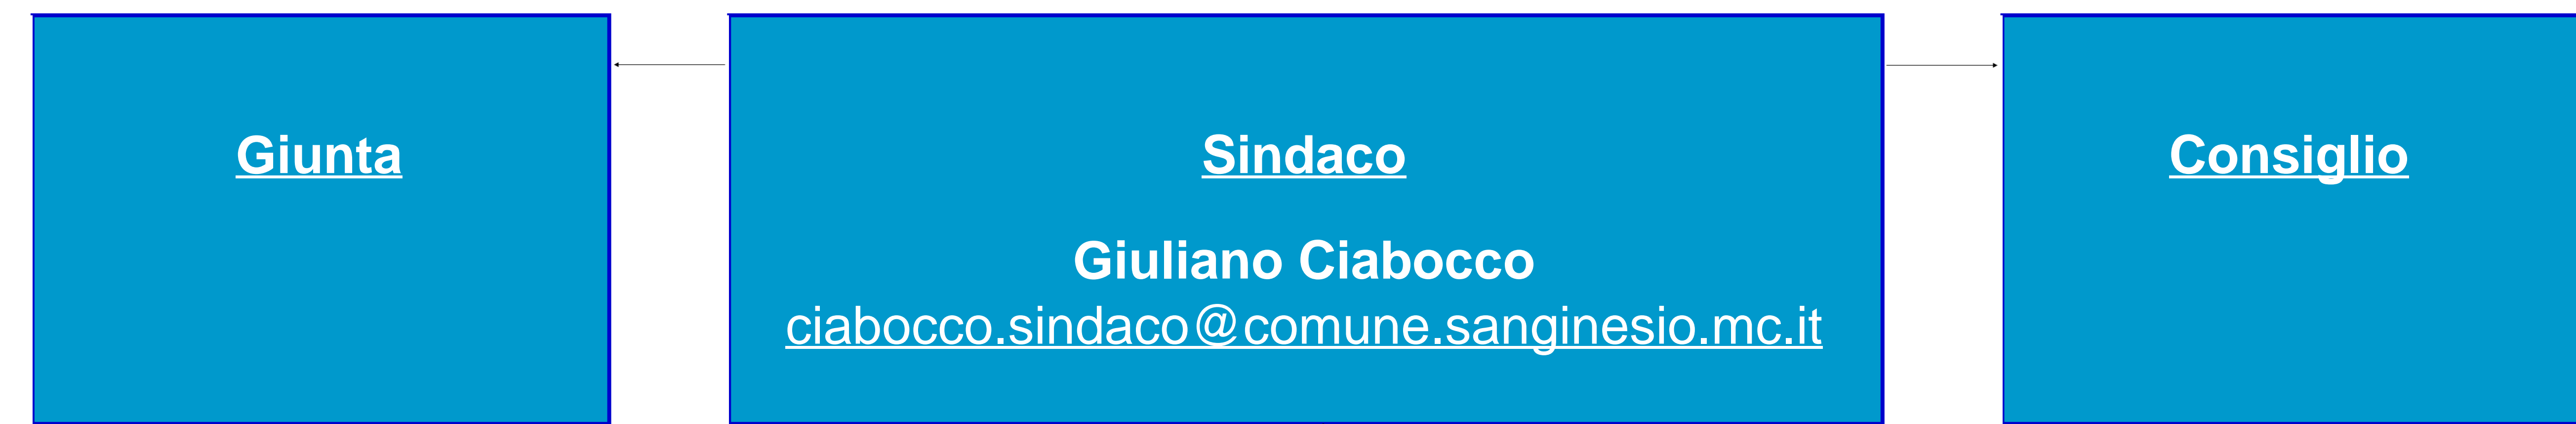 Giunta
Sindaco
Giuliano Ciabocco
ciabocco.sindaco@comune.sanginesio.mc.it
Consiglio